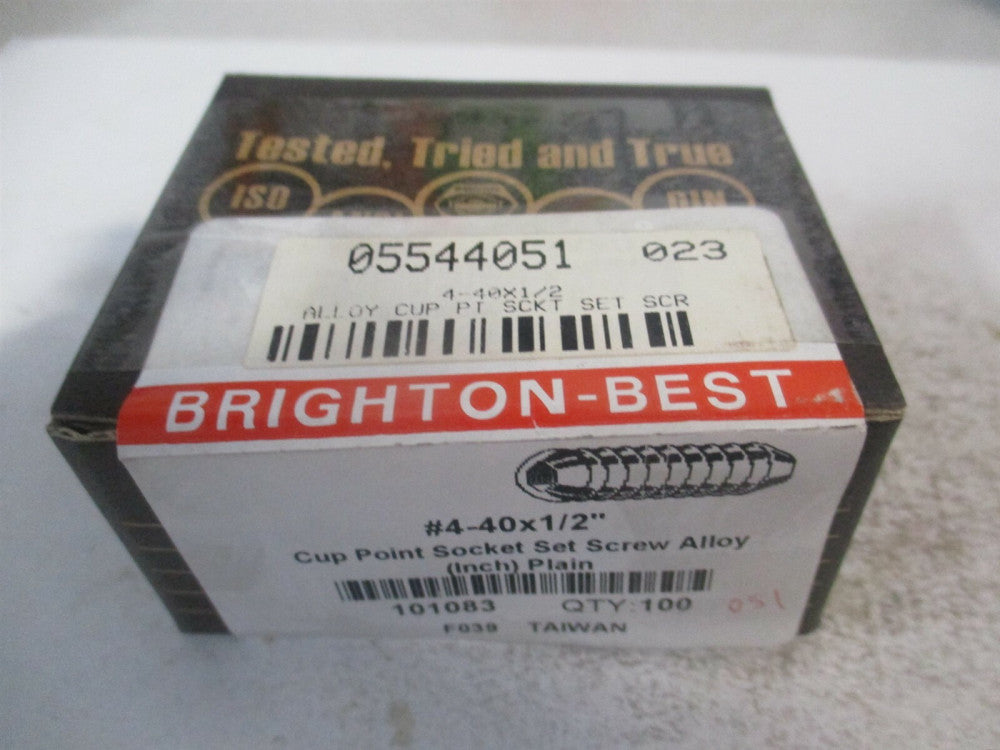 Tested, Tried and True
ISO
DIN
05544051 023
4-40X1/2
ALLOY CUP PT SCKT SET SCR
BRIGHTON-BEST
#4-40x1/2"
Cup Point Socket Set Screw Alloy
(Inch) Plain
101083 QTY:100 051
F039 TAIWAN